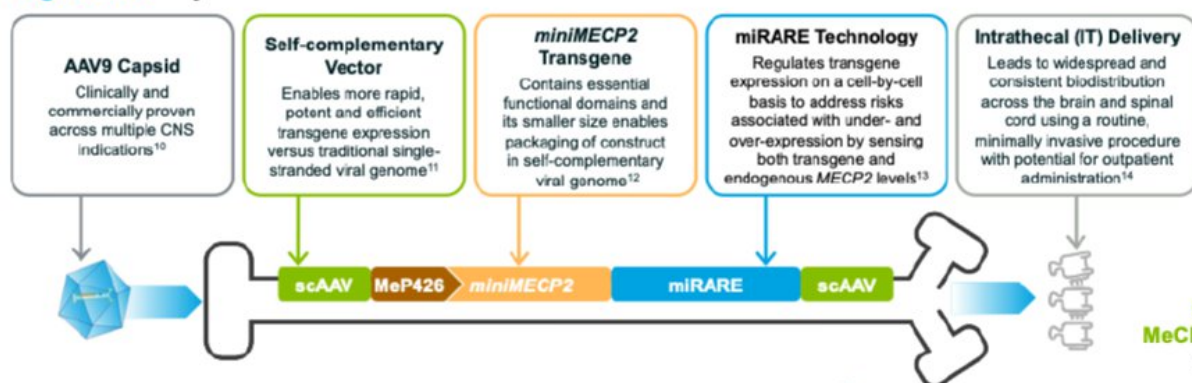 AAV9 Capsid
Clinically and
commercially proven
across multiple CNS
indications10
Self-complementary
Vector
Enables more rapid,
potent and efficient
transgene expression
versus traditional single-
stranded viral genome11
miniMECP2
Transgene
Contains essential
functional domains and
its smaller size enables
packaging of construct
in self-complementary
viral genome12
miRARE Technology
Regulates transgene
expression on a cell-by-cell
basis to address risks
associated with under- and
over-expression by sensing
both transgene and
endogenous MECP2 levels13
Intrathecal (IT) Delivery
Leads to widespread and
consistent biodistribution
across the brain and spinal
cord using a routine,
minimally invasive procedure
with potential for outpatient
administration14
scAAV MeP426 miniMECP2 miRARE scAAV